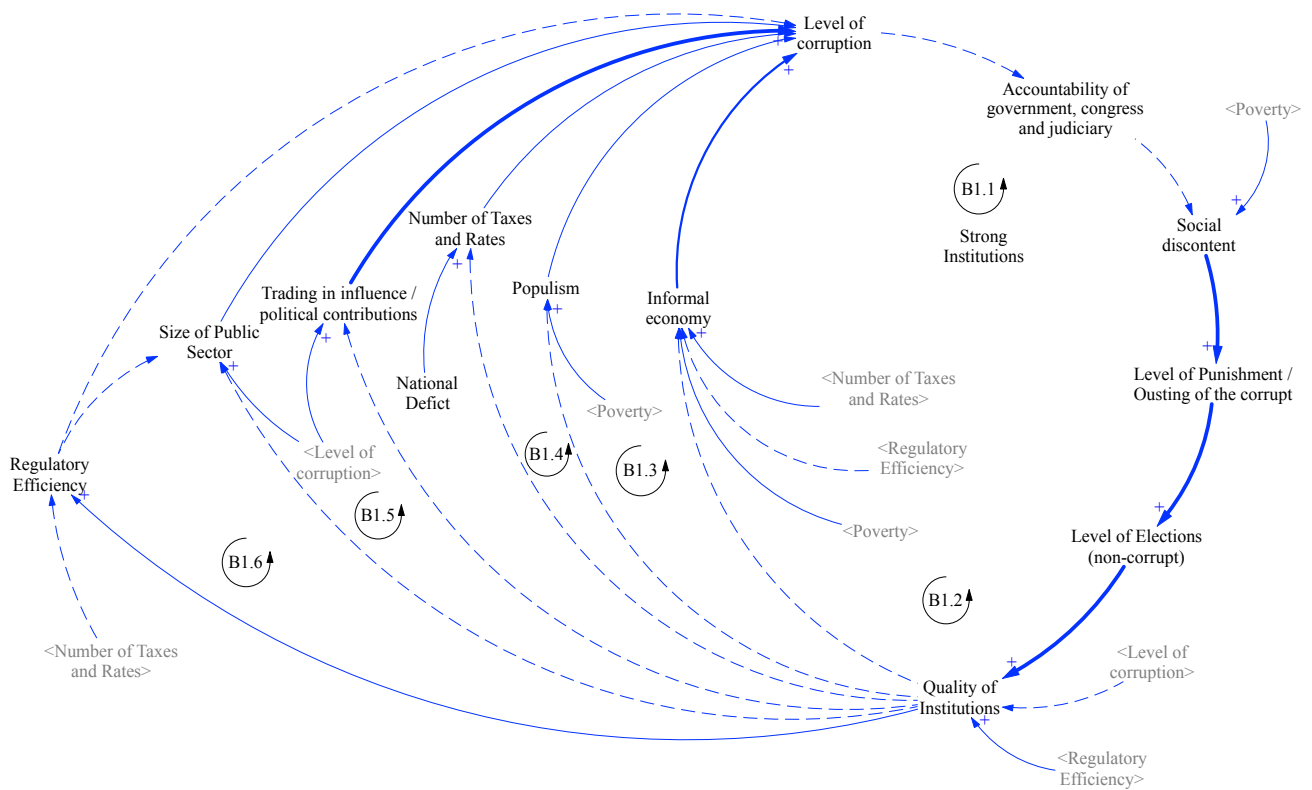 Level of
corruption
Accountability of
government, congress
and judiciary
<Poverty>
B1.1
Strong
Institutions
Social
discontent
Number of Taxes
and Rates
Populism
Informal
economy
Trading in influence /
political contributions
Size of Public
Sector
National
Defict
<Number of Taxes
and Rates>
<Poverty>
<Regulatory
Efficiency>
<Poverty>
Level of Punishment /
Ousting of the corrupt
<Level of
corruption>
Regulatory
Efficiency
B1.4
B1.3
B1.5
B1.6
B1.2
Level of Elections
(non-corrupt)
<Number of Taxes
and Rates>
Quality of
Institutions
<Level of
corruption>
<Regulatory
Efficiency>